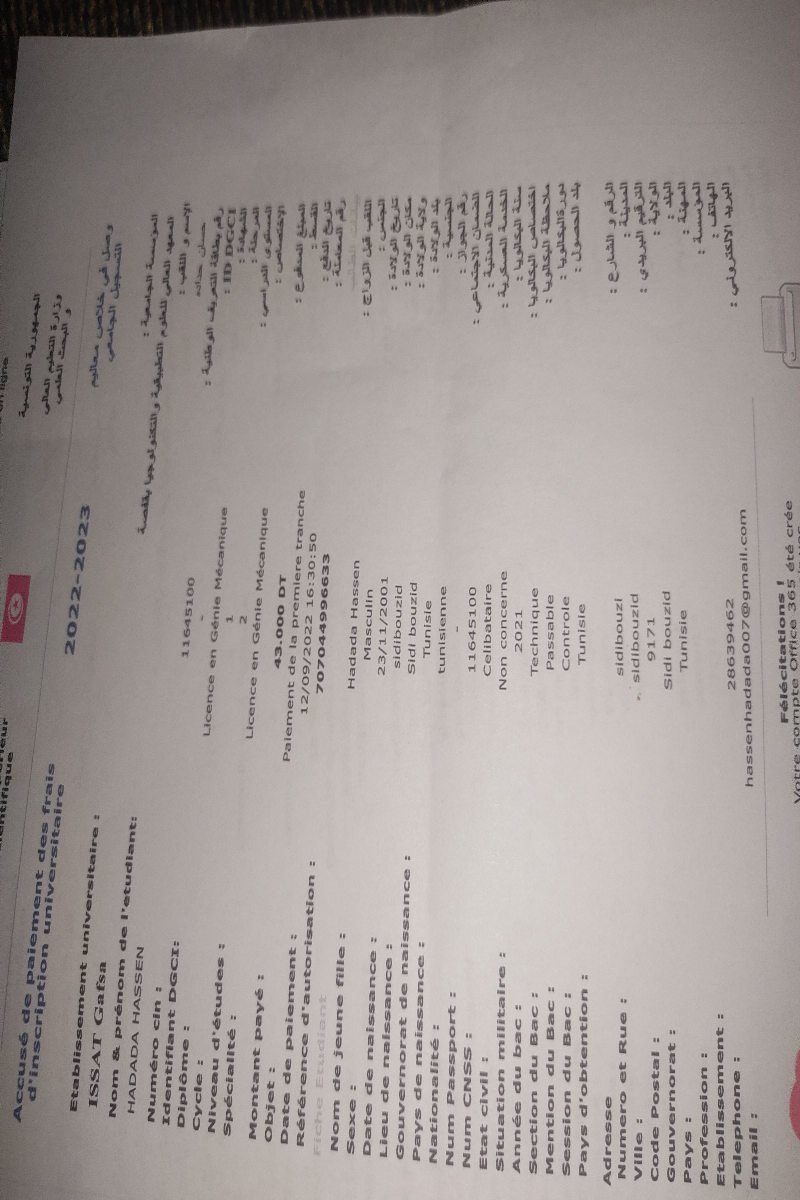 الجمهورية التونسية
وزارة التعليم العالي
و البحث العلمي
Accusé de paiement des frais d'inscription universitaire
2022-2023
وصل في خلاص معاليم التسجيل الجامعي
Etablissement universitaire : المؤسسة الجامعية :
ISSAT Gafsa المعهد العالي للعلوم التطبيقية والتكنولوجيا بقفصة
Nom & prénom de l'etudiant: الاسم و اللقب :
HADADA HASSEN
Numéro cin : 11645100 رقم بطاقة التعريف الوطنية :
Identifiant DGCI: - ID DGCI :
Diplôme : Licence en Génie Mécanique الشهادة :
Cycle : 1 المرحلة :
Niveau d'études : 2 المستوى الدراسي :
Spécialité : Licence en Génie Mécanique الإختصاص :
Montant payé : 43.000 DT المبلغ المدفوع :
Objet : Paiement de la premiere tranche القسط :
Date de paiement : 12/09/2022 16:30:50 تاريخ الدفع :
Référence d'autorisation : 707044996633 رقم المعاملة :
Fiche Etudiant
Nom de jeune fille : Hadada Hassen اللقب قبل الزواج :
Sexe : Masculin الجنس :
Date de naissance : 23/11/2001 تاريخ الولادة :
Lieu de naissance : sidibouzid مكان الولادة :
Gouvernorat de naissance : Sidi bouzid ولاية الولادة :
Pays de naissance : Tunisie بلد الولادة :
Nationalité : tunisienne الجنسية :
Num Passport : - رقم الجواز :
Num CNSS : 11645100 الضمان الاجتماعي :
Etat civil : Celibataire الحالة المدنية :
Situation militaire : Non concerne الخدمة العسكرية :
Année du bac : 2021 سنة البكالوريا :
Section du Bac : Technique اختصاص البكالوريا :
Mention du Bac : Passable ملاحظة البكالوريا :
Session du Bac : Controle دورة البكالوريا :
Pays d'obtention : Tunisie بلد الحصول :
Adresse
Numero et Rue : sidibouzi الرقم و الشارع :
Ville : sidibouzid المدينة :
Code Postal : 9171 الترقيم البريدي :
Gouvernorat : Sidi bouzid الولاية :
Pays : Tunisie البلد :
Profession : المهنة :
Etablissement : المؤسسة :
Telephone : 28639462 الهاتف :
Email : hassenhadada007@gmail.com البريد الالكتروني :
Félécitations !
Votre compte Office 365 été crée